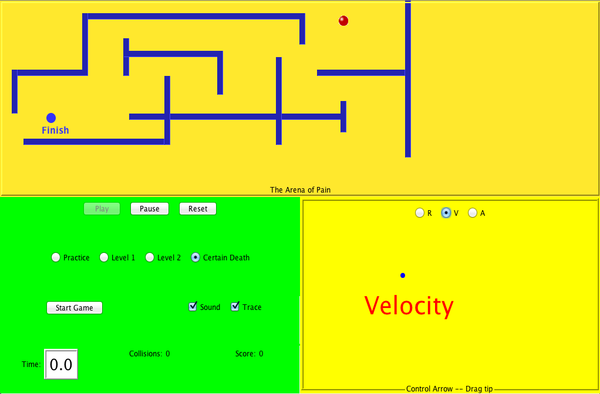 Finish
The Arena of Pain
Play Pause Reset
R V A
Practice Level 1 Level 2 Certain Death
Start Game Sound Trace
Velocity
Time: 0.0 Collisions: 0 Score: 0
Control Arrow -- Drag tip